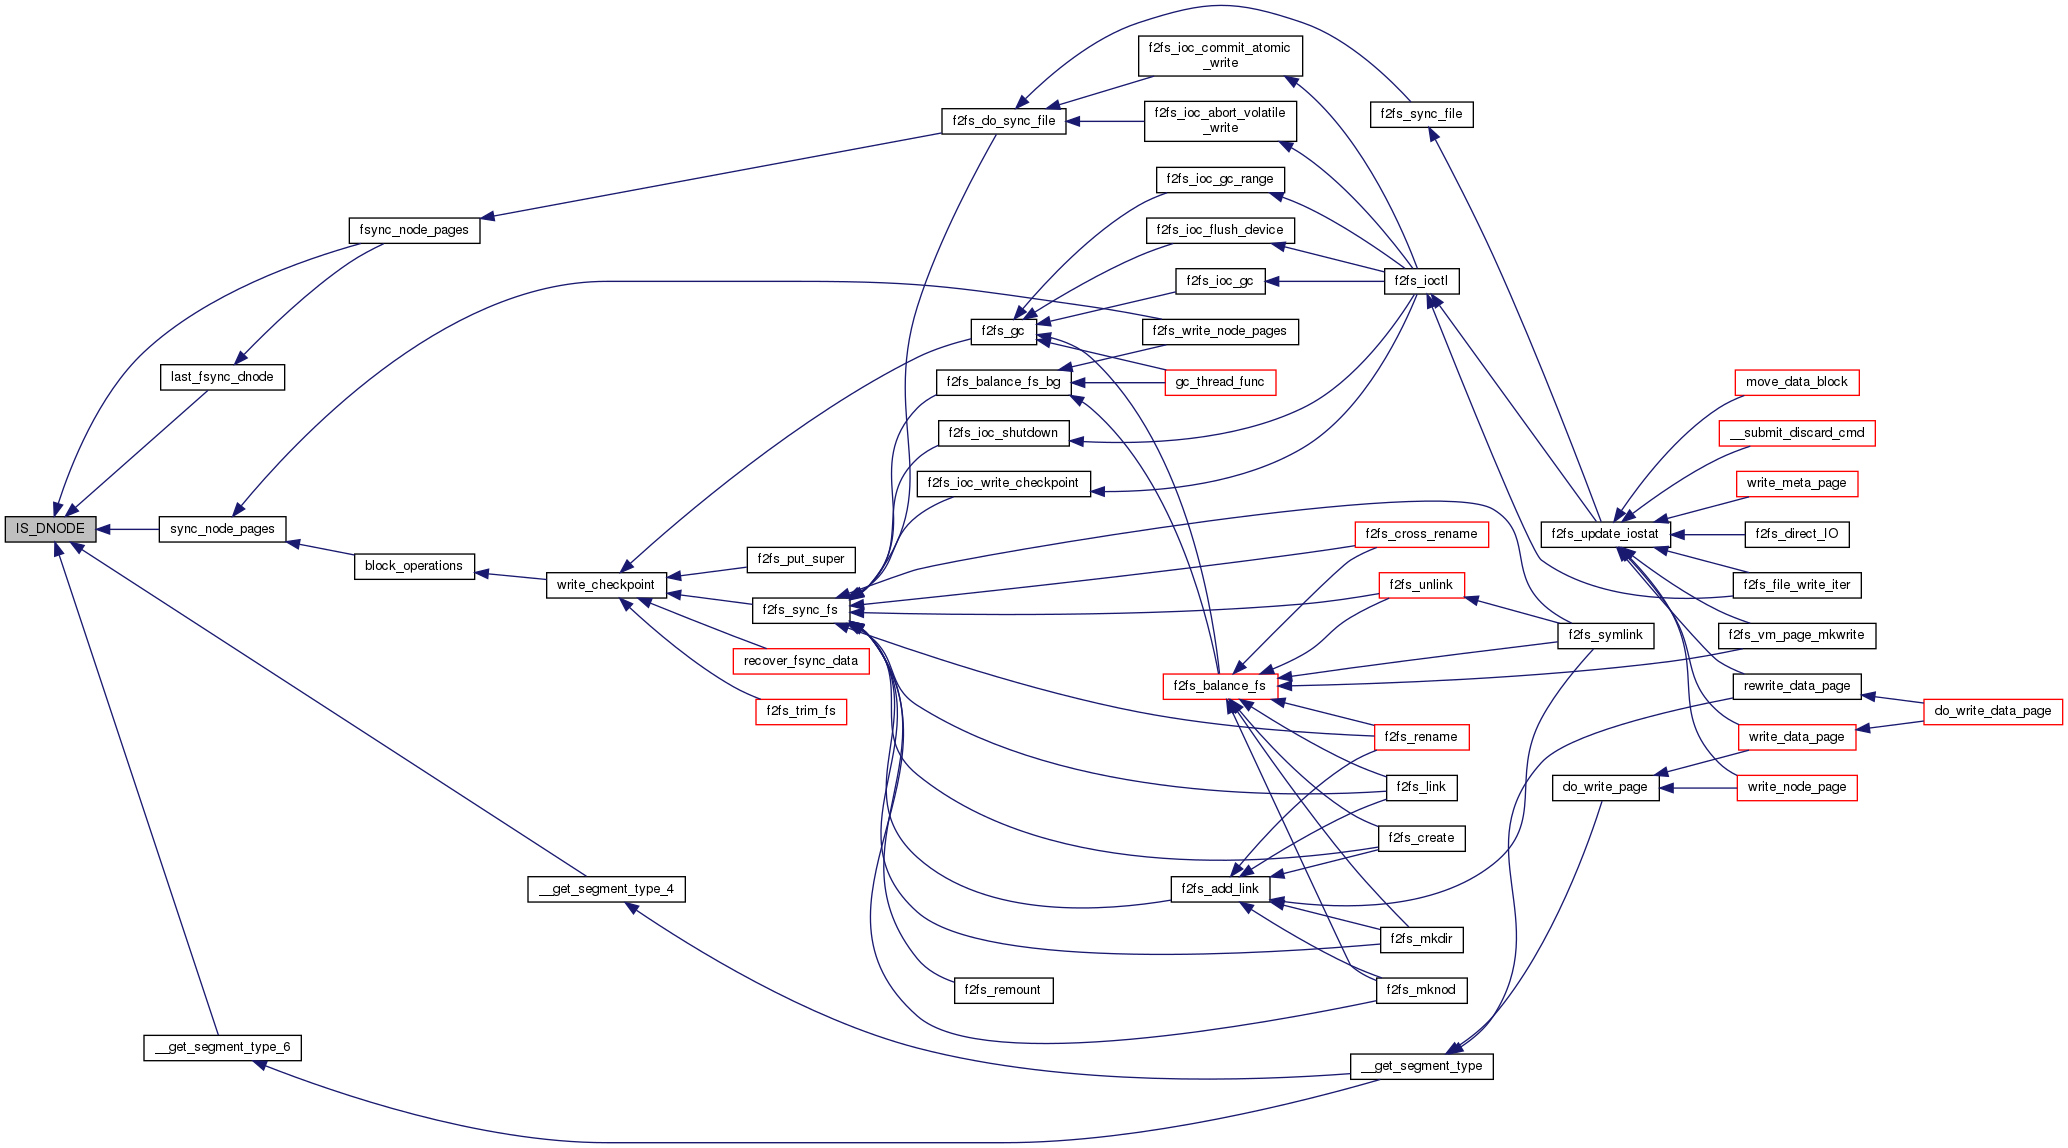 IS_DNODE
fsync_node_pages
last_fsync_dnode
sync_node_pages
block_operations
__get_segment_type_4
__get_segment_type_6
write_checkpoint
f2fs_put_super
f2fs_sync_fs
recover_fsync_data
f2fs_trim_fs
f2fs_do_sync_file
f2fs_gc
f2fs_balance_fs_bg
f2fs_ioc_shutdown
f2fs_ioc_write_checkpoint
f2fs_remount
f2fs_ioc_commit_atomic
_write
f2fs_ioc_abort_volatile
_write
f2fs_ioc_gc_range
f2fs_ioc_flush_device
f2fs_ioc_gc
f2fs_write_node_pages
gc_thread_func
f2fs_balance_fs
f2fs_add_link
f2fs_sync_file
f2fs_ioctl
f2fs_cross_rename
f2fs_unlink
f2fs_rename
f2fs_link
f2fs_create
f2fs_mkdir
f2fs_mknod
__get_segment_type
f2fs_update_iostat
f2fs_symlink
do_write_page
move_data_block
__submit_discard_cmd
write_meta_page
f2fs_direct_IO
f2fs_file_write_iter
f2fs_vm_page_mkwrite
rewrite_data_page
write_data_page
write_node_page
do_write_data_page